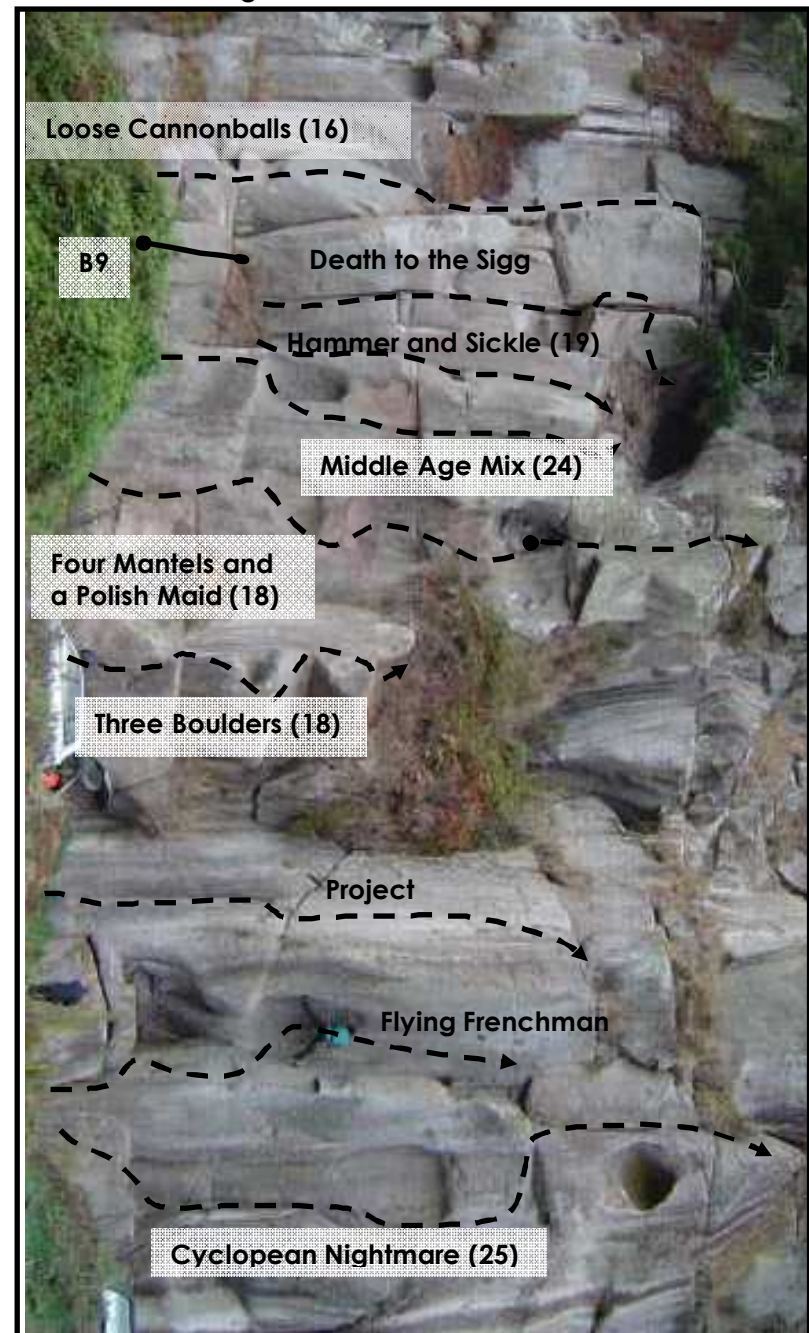 Loose Cannonballs (16)
B9
Death to the Sigg
Hammer and Sickle (19)
Middle Age Mix (24)
Four Mantels and
a Polish Maid (18)
Three Boulders (18)
Project
Flying Frenchman
Cyclopean Nightmare (25)